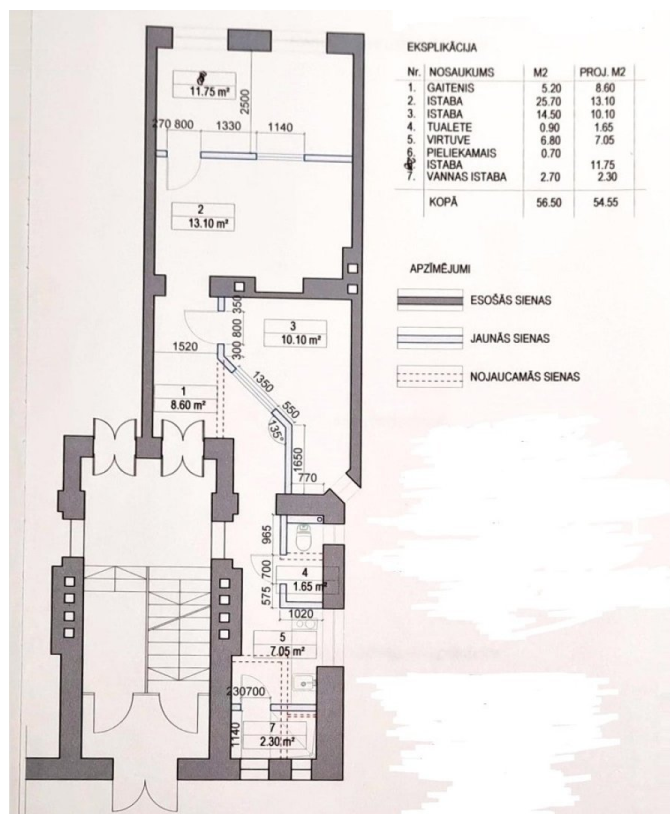 EKSPLIKĀCIJA
Nr. NOSAUKUMS M2 PROJ. M2
1. GAITENIS 5.20 8.60
2. ISTABA 25.70 13.10
3. ISTABA 14.50 10.10
4. TUALETE 0.90 1.65
5. VIRTUVE 6.80 7.05
6. PIELIEKAMAIS 0.70
ISTABA 11.75
7. VANNAS ISTABA 2.70 2.30
KOPĀ 56.50 54.55
APZĪMĒJUMI
ESOŠĀS SIENAS
JAUNĀS SIENAS
NOJAUCAMĀS SIENAS
11.75 m²
2500
270 800 1330 1140
2
13.10 m²
350
800
300
3
10.10 m²
1520
1350
1
8.60 m²
550
135°
1650
770
965
700
4
1.65 m²
575
1020
5
7.05 m²
230 700
1140
7
2.30 m²